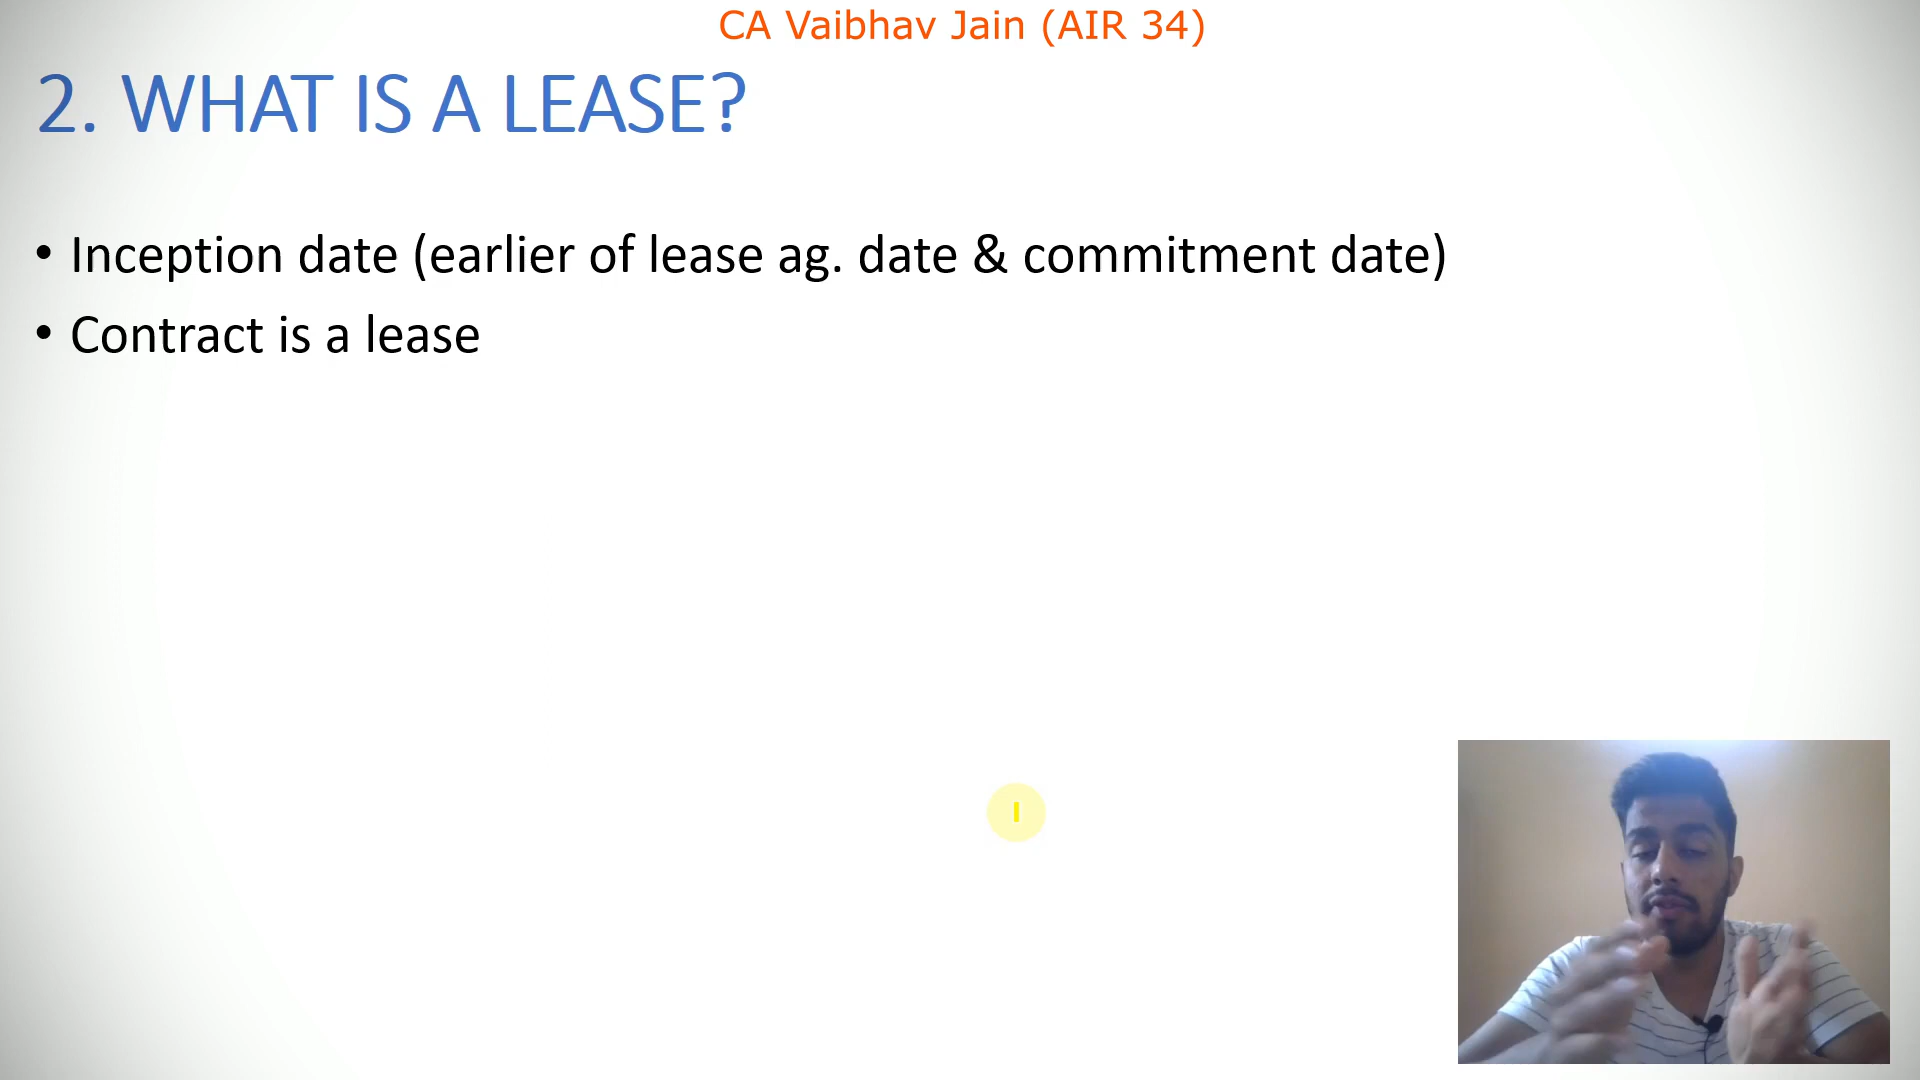 CA Vaibhav Jain (AIR 34)
2. WHAT IS A LEASE?
• Inception date (earlier of lease ag. date & commitment date)
• Contract is a lease